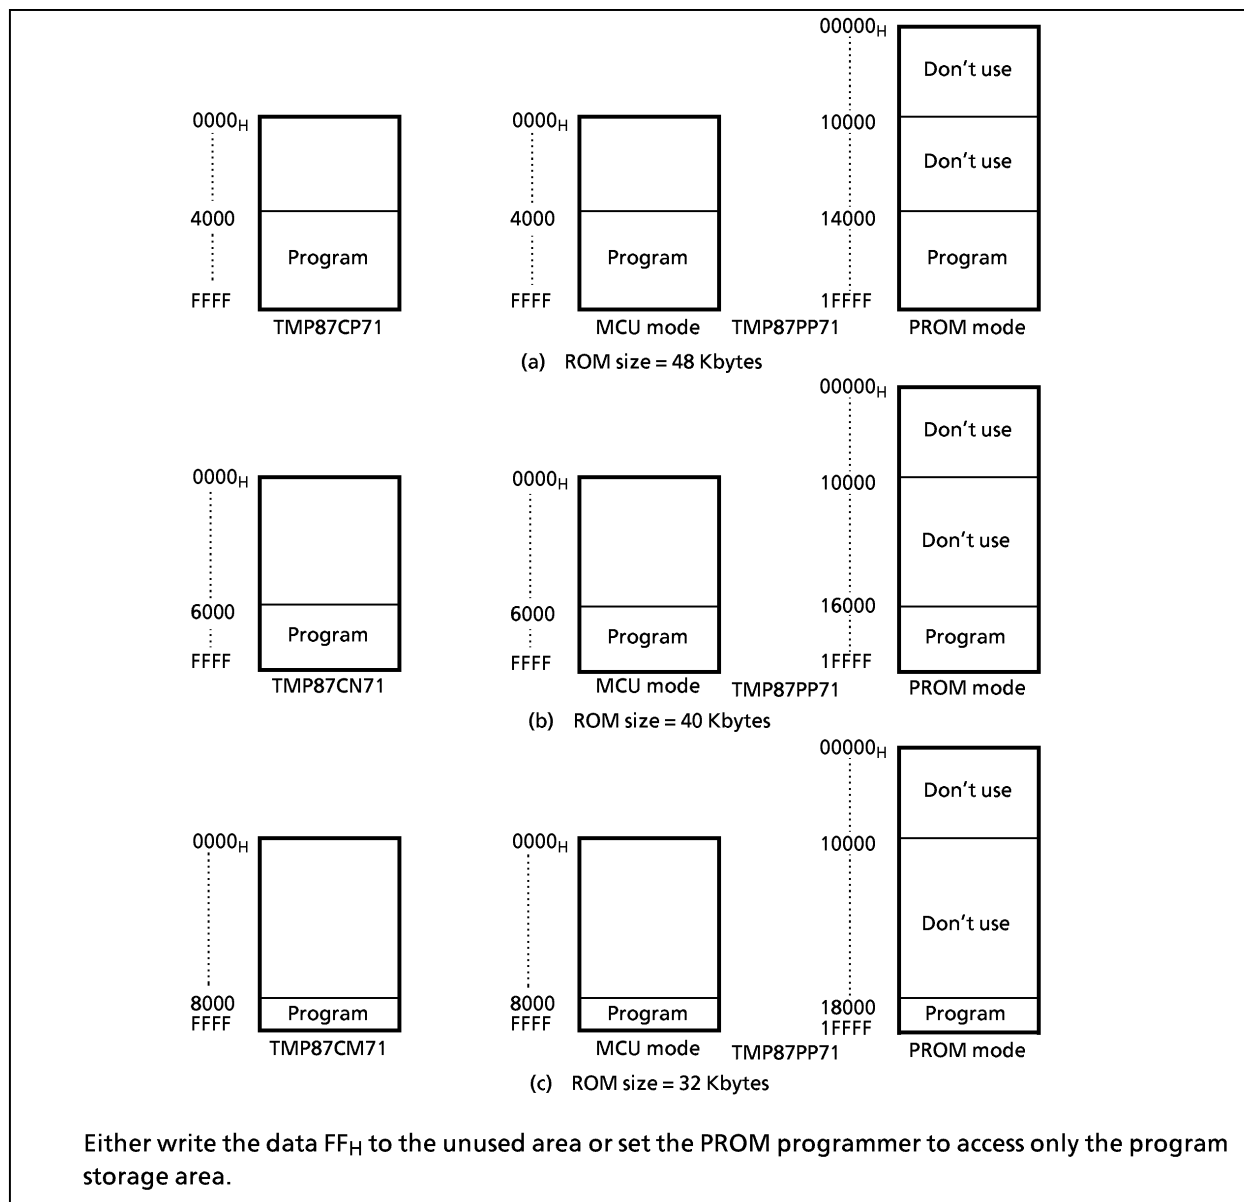 00000H
Don't use
0000H
0000H
10000
Don't use
4000
4000
14000
Program
Program
Program
FFFF
FFFF
1FFFF
TMP87CP71
MCU mode
TMP87PP71
PROM mode
(a) ROM size = 48 Kbytes
00000H
Don't use
0000H
0000H
10000
Don't use
6000
6000
16000
Program
Program
Program
FFFF
FFFF
1FFFF
TMP87CN71
MCU mode
TMP87PP71
PROM mode
(b) ROM size = 40 Kbytes
00000H
Don't use
0000H
0000H
10000
Don't use
8000
8000
18000
Program
Program
Program
FFFF
FFFF
1FFFF
TMP87CM71
MCU mode
TMP87PP71
PROM mode
(c) ROM size = 32 Kbytes
Either write the data FFH to the unused area or set the PROM programmer to access only the program
storage area.